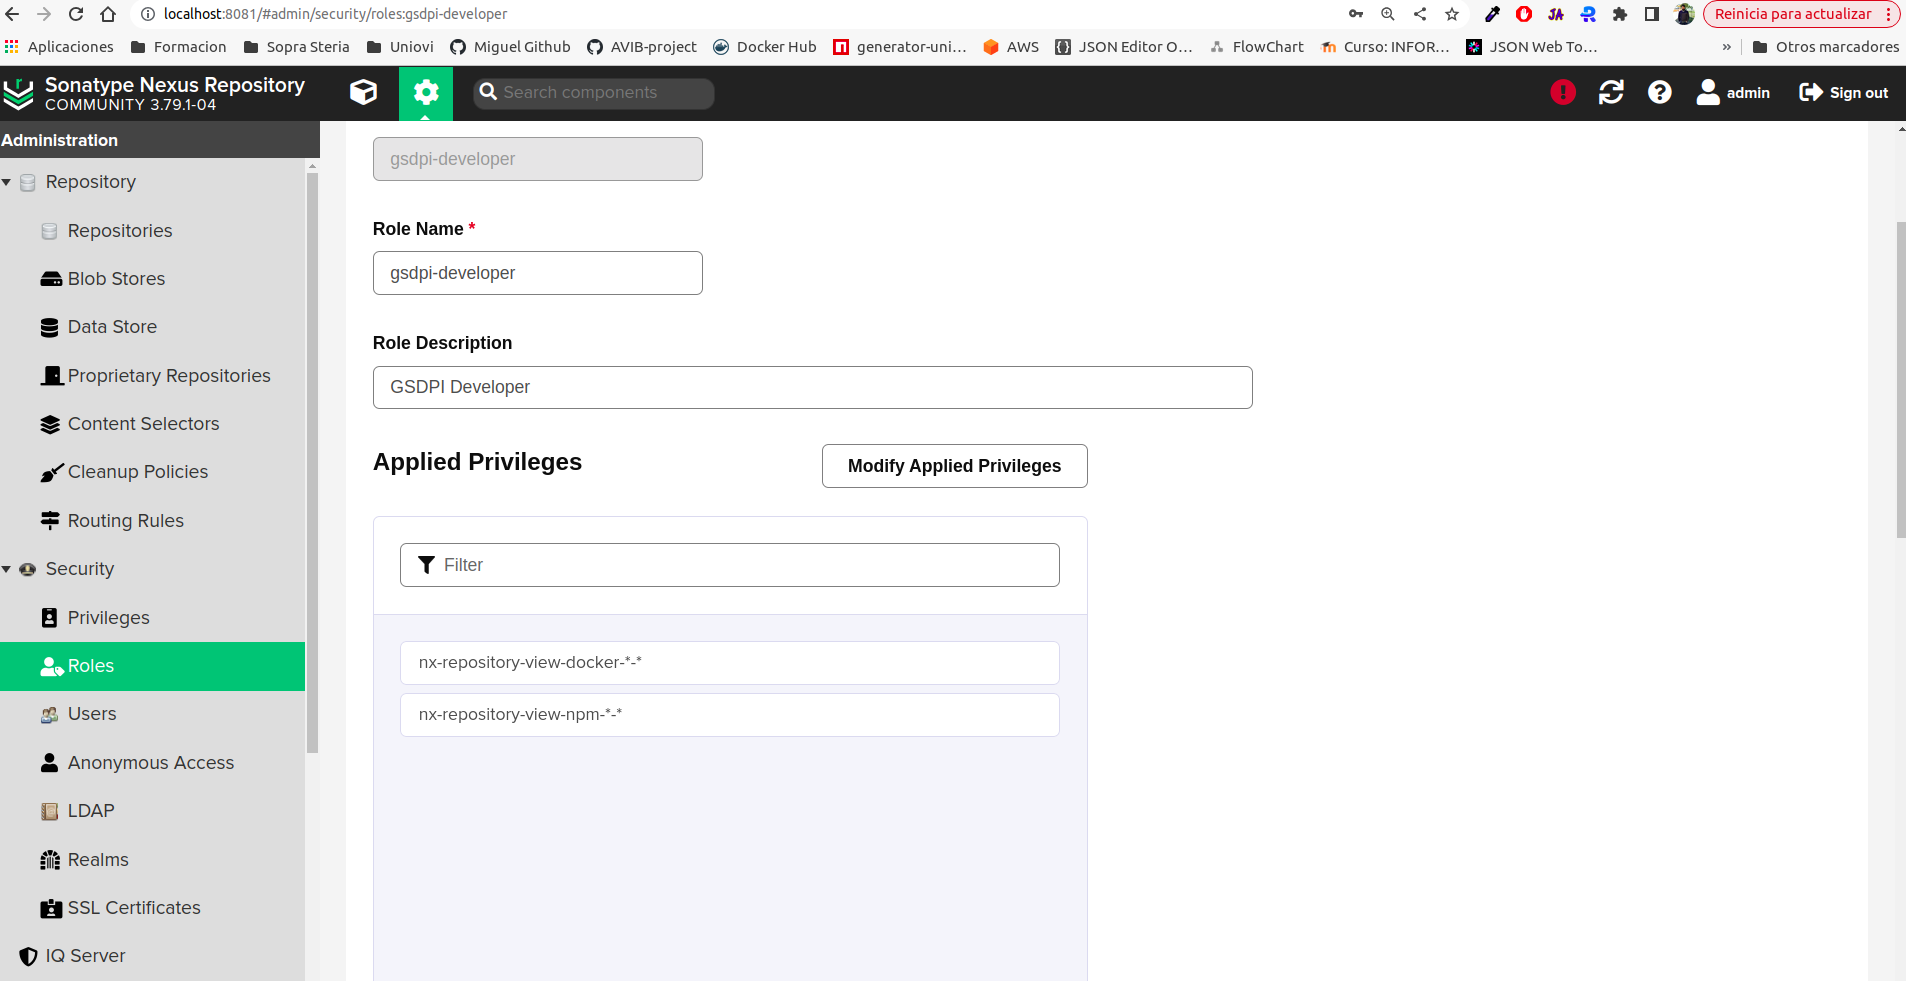 localhost:8081/#admin/security/roles:gsdpi-developer
Reinicia para actualizar
Aplicaciones
Formacion
Sopra Steria
Uniovi
Miguel Github
AVIB-project
Docker Hub
generator-uni...
AWS
JSON Editor O...
FlowChart
Curso: INFOR...
JSON Web To...
»
Otros marcadores
Sonatype Nexus Repository
COMMUNITY 3.79.1-04
Search components
admin
Sign out
Administration
Repository
Repositories
Blob Stores
Data Store
Proprietary Repositories
Content Selectors
Cleanup Policies
Routing Rules
Security
Privileges
Roles
Users
Anonymous Access
LDAP
Realms
SSL Certificates
IQ Server
gsdpi-developer
Role Name *
gsdpi-developer
Role Description
GSDPI Developer
Applied Privileges
Modify Applied Privileges
Filter
nx-repository-view-docker-*-*
nx-repository-view-npm-*-*